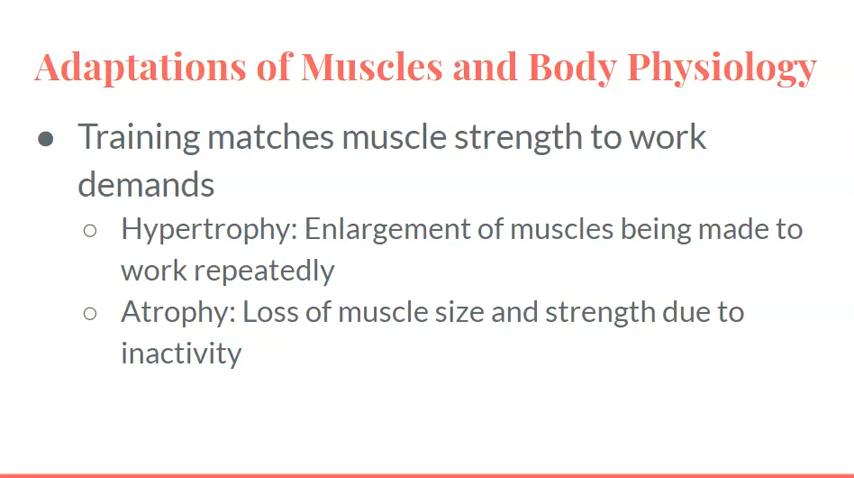 Adaptations of Muscles and Body Physiology
● Training matches muscle strength to work
demands
○ Hypertrophy: Enlargement of muscles being made to
work repeatedly
○ Atrophy: Loss of muscle size and strength due to
inactivity